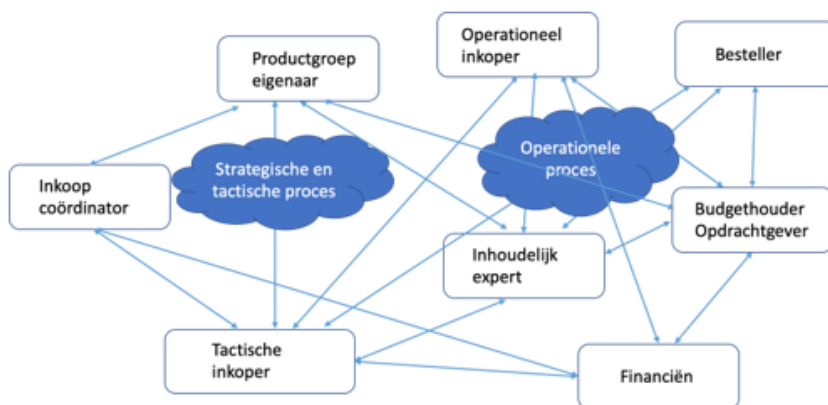 Productgroep
eigenaar
Operationeel
inkoper
Besteller
Inkoop
coördinator
Strategische en
tactische proces
Operationele
proces
Budgethouder
Opdrachtgever
Inhoudelijk
expert
Tactische
inkoper
Financiën